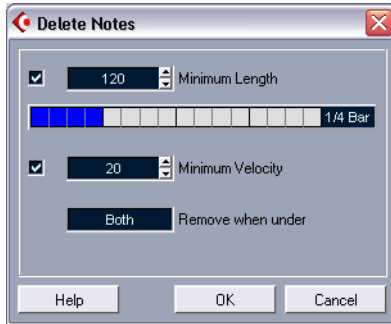 Delete Notes
120 Minimum Length
1/4 Bar
20 Minimum Velocity
Both Remove when under
Help OK Cancel